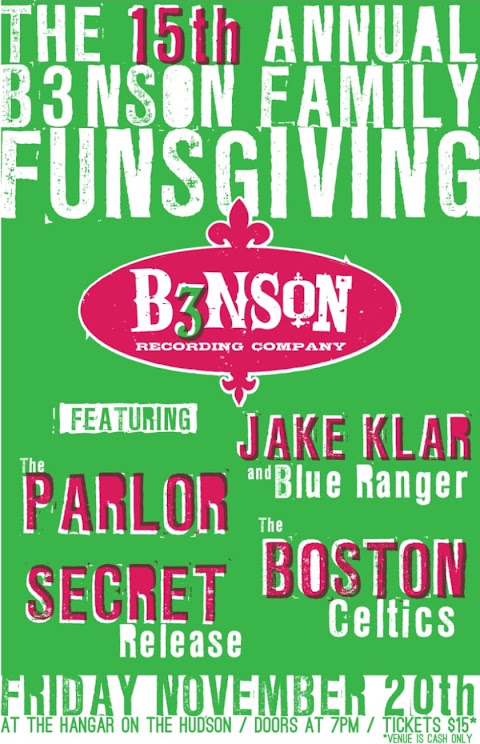 THE 15th ANNUAL
B3NSON FAMILY
FUNSGIVING
B3NSON
RECORDING COMPANY
FEATURING
The
PARLOR
SECRET
Release
JAKE KLAR
and Blue Ranger
The
BOSTON
Celtics
FRIDAY NOVEMBER 20th
AT THE HANGAR ON THE HUDSON / DOORS AT 7PM / TICKETS $15*
*VENUE IS CASH ONLY